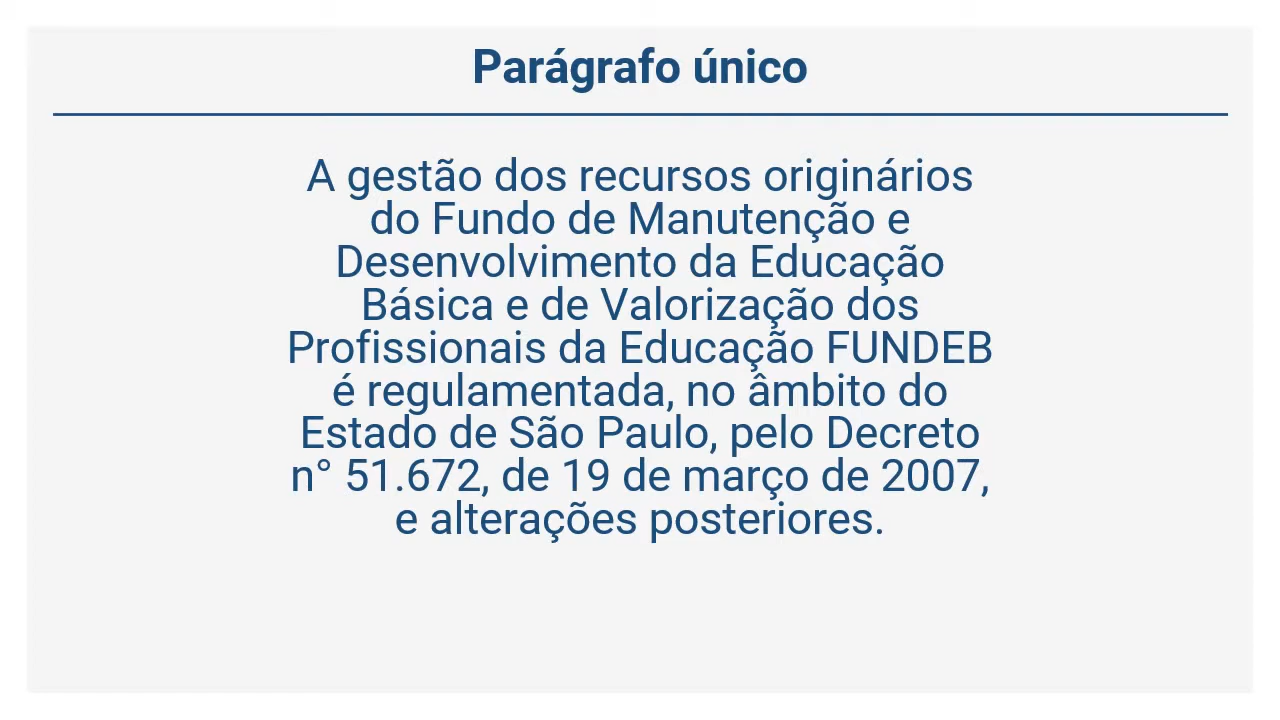 Parágrafo único
A gestão dos recursos originários
do Fundo de Manutenção e
Desenvolvimento da Educação
Básica e de Valorização dos
Profissionais da Educação FUNDEB
é regulamentada, no âmbito do
Estado de São Paulo, pelo Decreto
n° 51.672, de 19 de março de 2007,
e alterações posteriores.